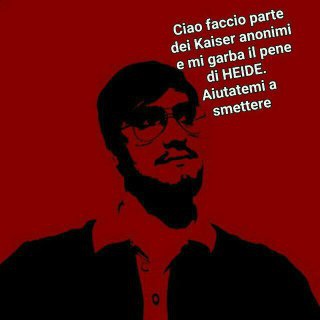 Ciao faccio parte
dei Kaiser anonimi
e mi garba il pene
di HEIDE.
Aiutatemi a
smettere